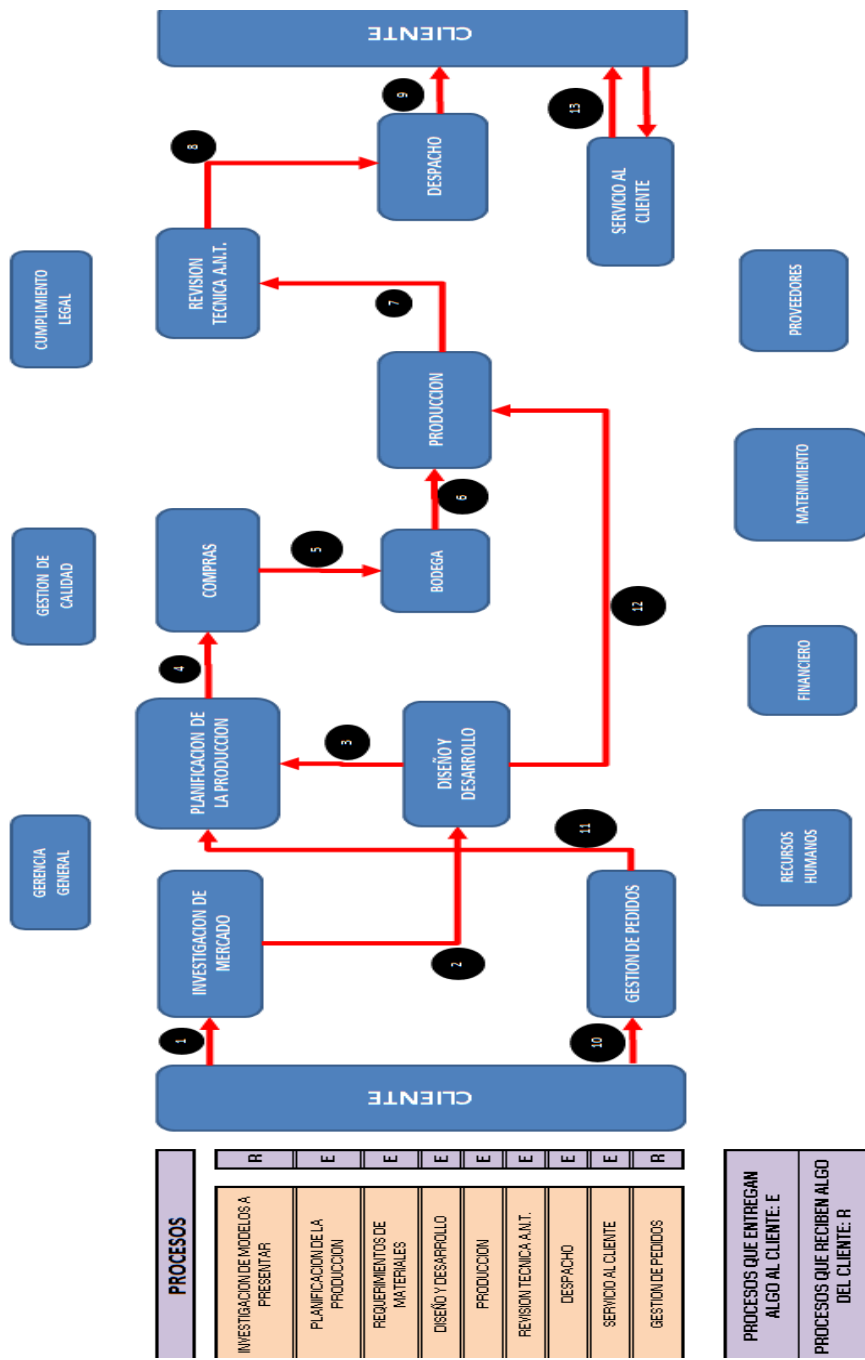 PROCESOS
INVESTIGACION DE MODELOS A
PRESENTAR
R
PLANIFICACION DE LA
PRODUCCION
E
REQUERIMIENTOS DE
MATERIALES
E
DISEÑO Y DESARROLLO
E
PRODUCCION
E
REVISION TECNICA A.N.T.
E
DESPACHO
E
SERVICIO AL CLIENTE
E
GESTION DE PEDIDOS
R
PROCESOS QUE ENTREGAN
ALGO AL CLIENTE: E
PROCESOS QUE RECIBEN ALGO
DEL CLIENTE: R
GERENCIA
GENERAL
GESTION DE
CALIDAD
CUMPLIMIENTO
LEGAL
CLIENTE
1
INVESTIGACION DE
MERCADO
2
DISEÑO Y
DESARROLLO
3
PLANIFICACION DE
LA PRODUCCION
4
COMPRAS
5
BODEGA
6
PRODUCCION
7
REVISION
TECNICA A.N.T.
8
DESPACHO
9
CLIENTE
10
GESTION DE PEDIDOS
11
12
13
SERVICIO AL
CLIENTE
RECURSOS
HUMANOS
FINANCIERO
MATENIMIENTO
PROVEEDORES